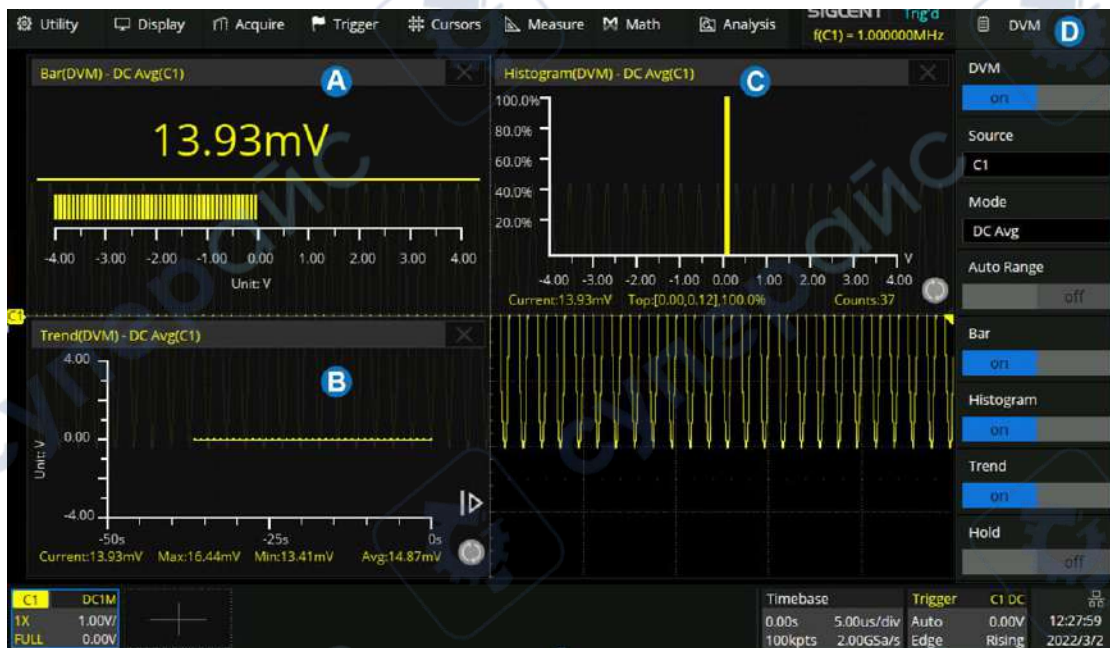 Utility Display Acquire Trigger Cursors Measure Math Analysis
SIGLENT Trig'd
f(C1) = 1.000000MHz
DVM
D
Bar(DVM) - DC Avg(C1)
A
13.93mV
-4.00 -3.00 -2.00 -1.00 0.00 1.00 2.00 3.00 4.00
Unit: V
Histogram(DVM) - DC Avg(C1)
C
100.0%
80.0%
60.0%
40.0%
20.0%
V
-4.00 -3.00 -2.00 -1.00 0.00 1.00 2.00 3.00 4.00
Current:13.93mV Top:[0.00,0.12],100.0% Counts:37
C1
Trend(DVM) - DC Avg(C1)
B
4.00
0.00
-4.00
Unit: V
-50s -25s 0s
Current:13.93mV Max:16.44mV Min:13.41mV Avg:14.87mV
DVM
on
Source
C1
Mode
DC Avg
Auto Range
off
Bar
on
Histogram
on
Trend
on
Hold
off
C1 DC1M
1X 1.00V/
FULL 0.00V
Timebase
0.00s 5.00us/div
100kpts 2.00GSa/s
Trigger C1 DC
Auto 0.00V
Edge Rising
12:27:59
2022/3/2
суперайс
суперайс